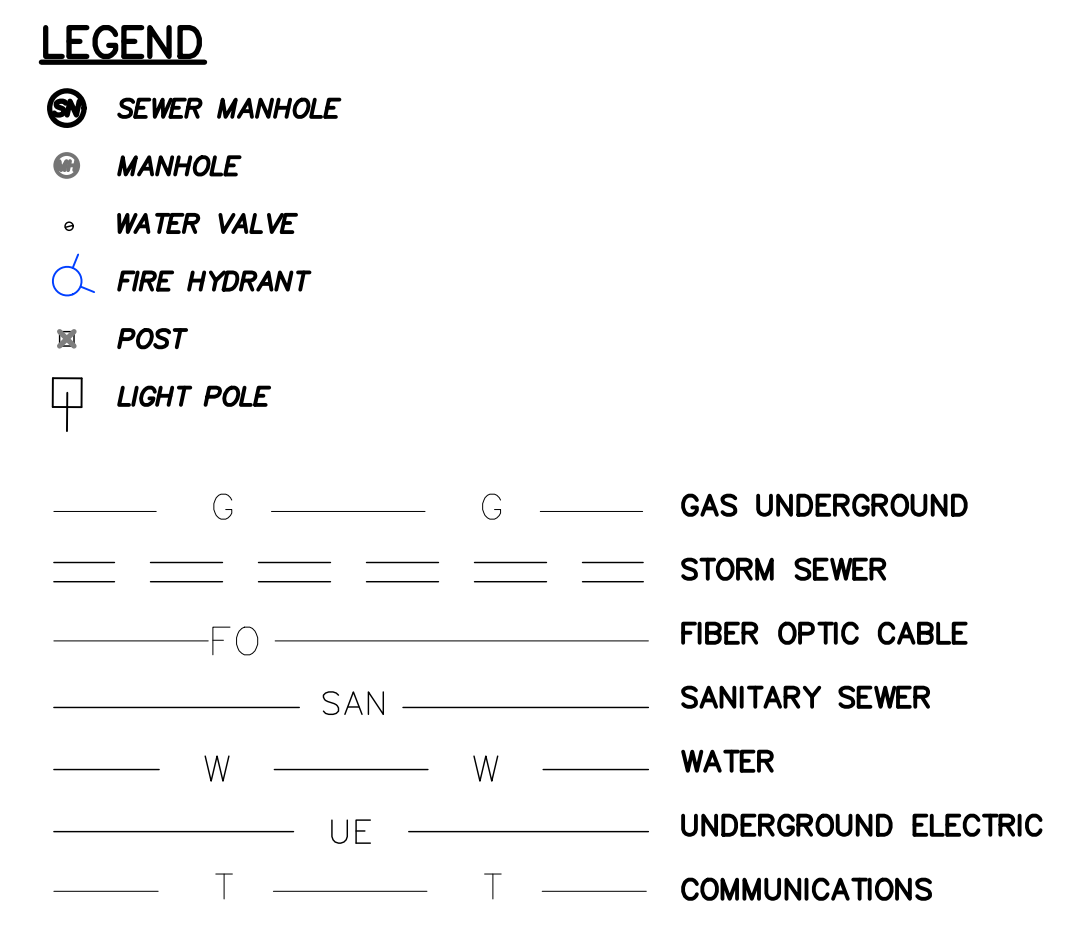 LEGEND
SN SEWER MANHOLE
MANHOLE
WATER VALVE
FIRE HYDRANT
POST
LIGHT POLE
G G GAS UNDERGROUND
STORM SEWER
FO FIBER OPTIC CABLE
SAN SANITARY SEWER
W W WATER
UE UNDERGROUND ELECTRIC
T T COMMUNICATIONS